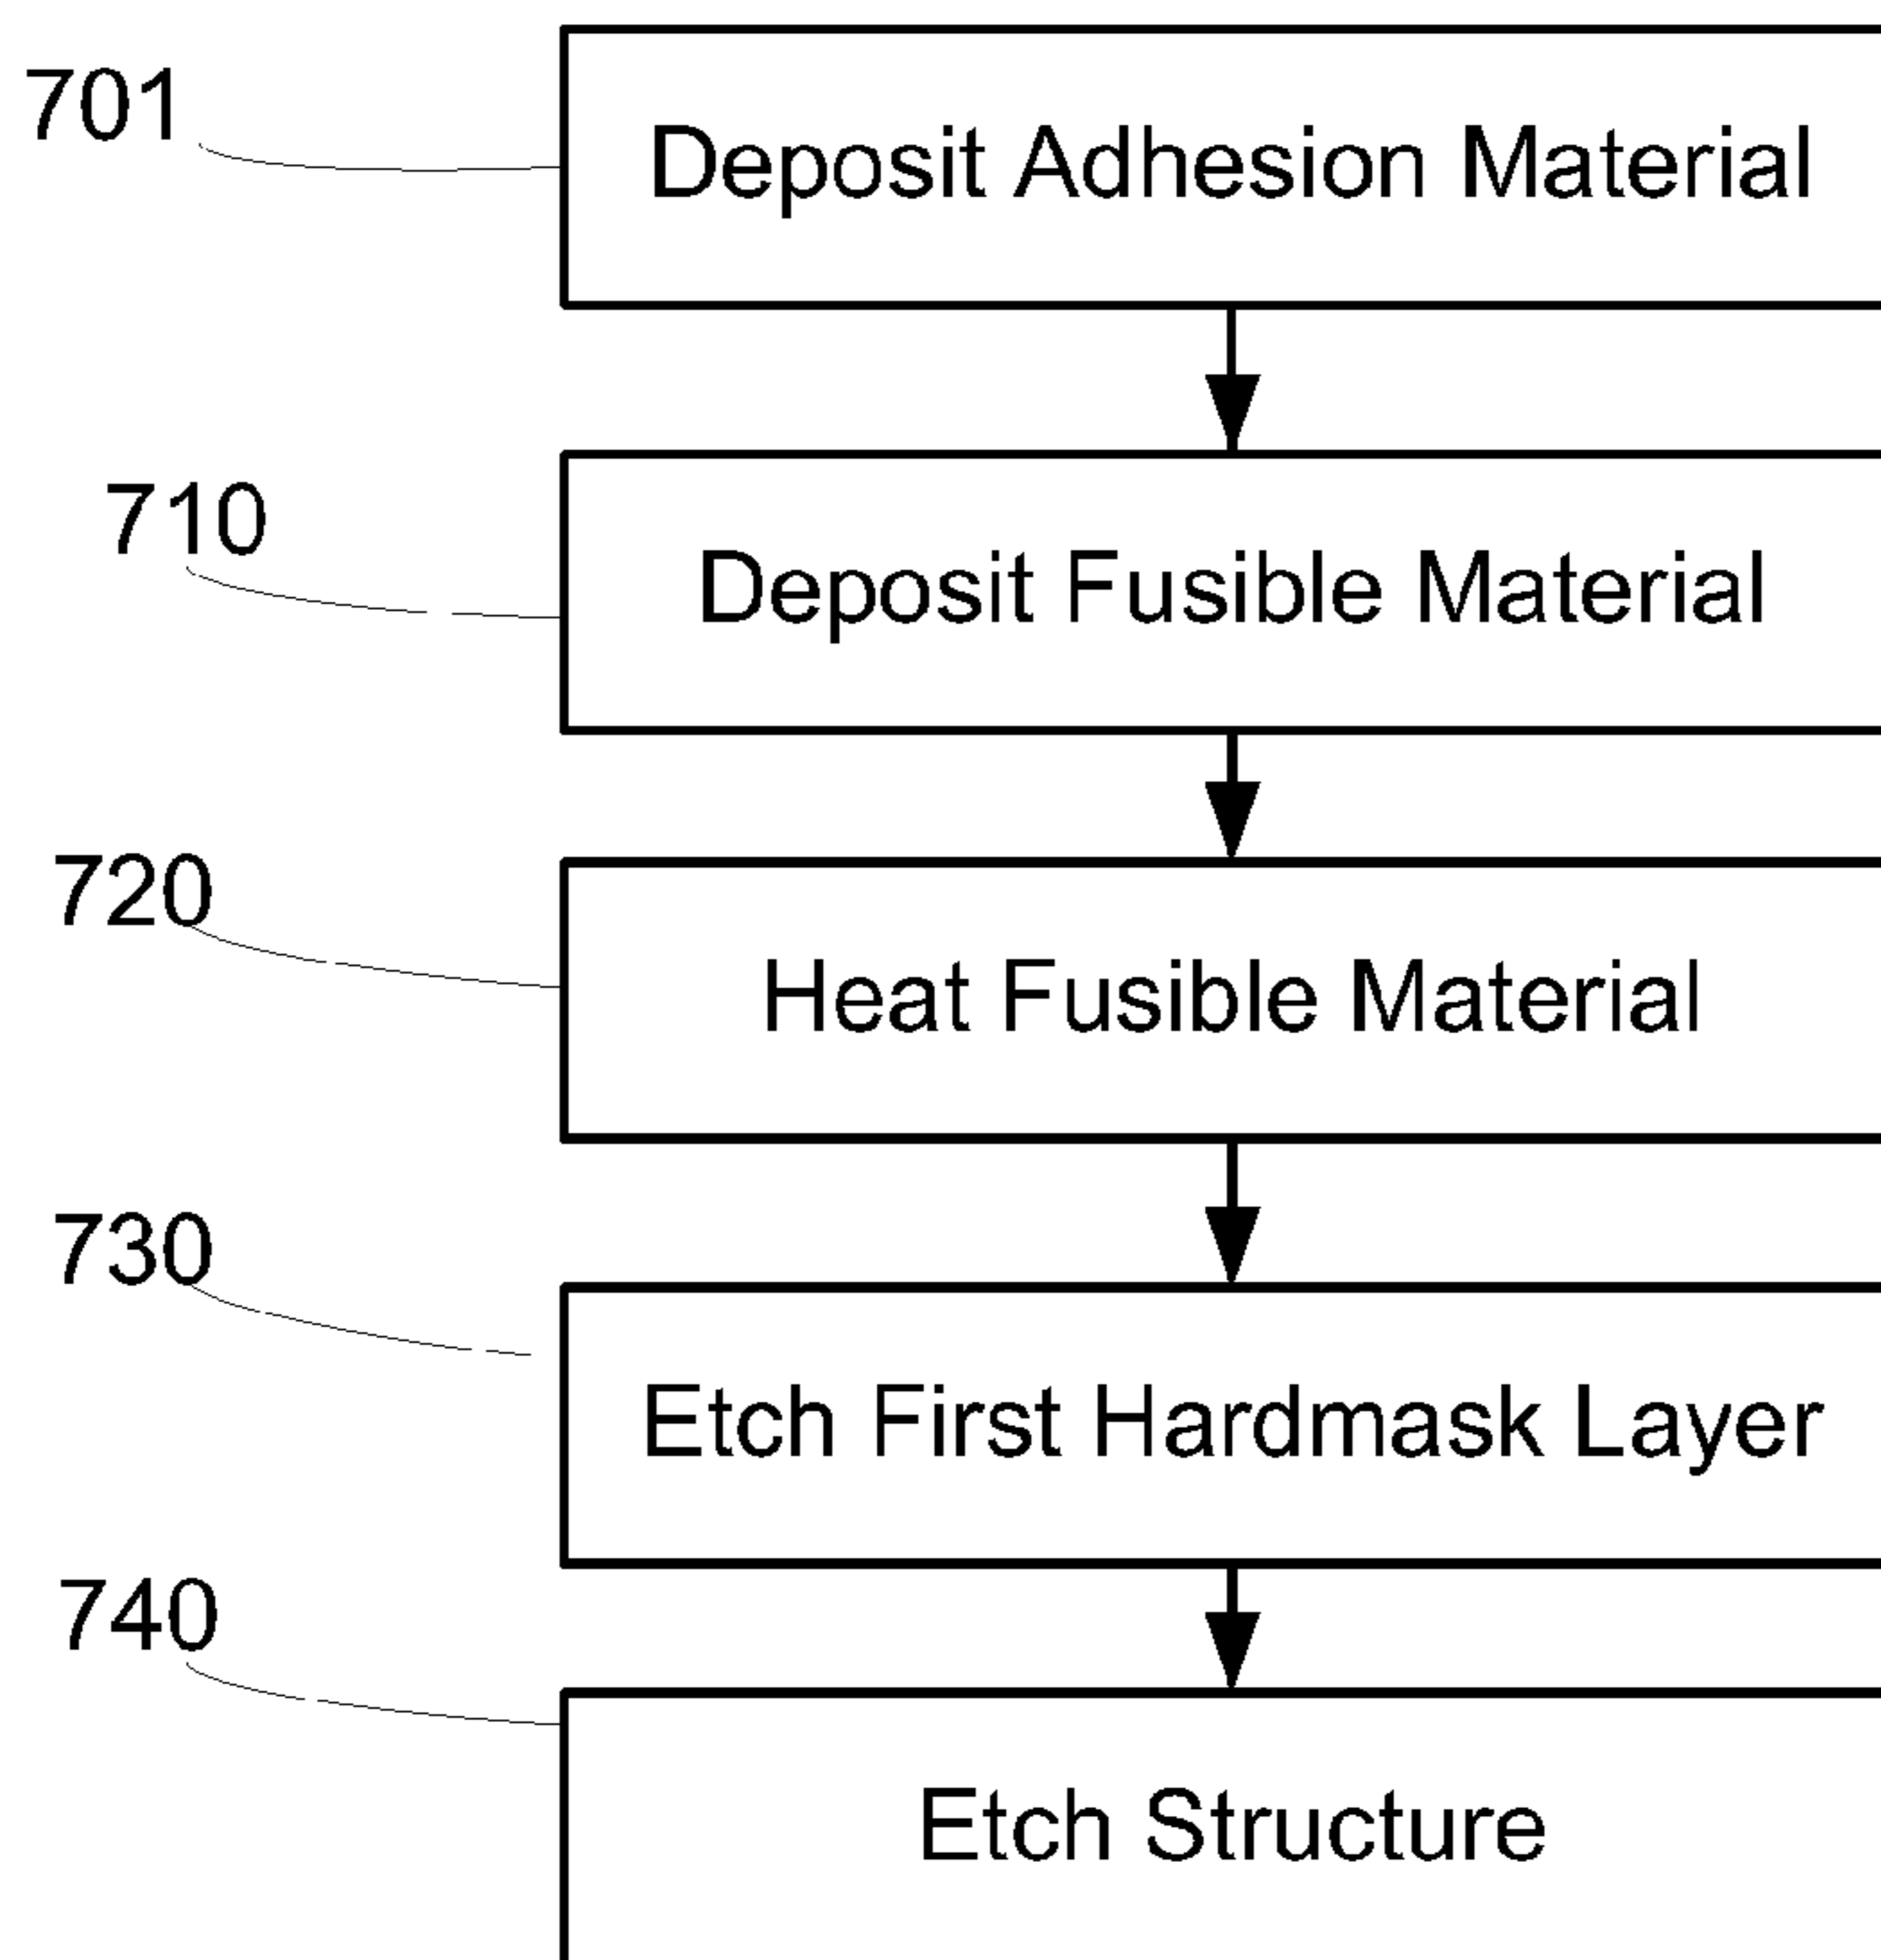 701
Deposit Adhesion Material
710
Deposit Fusible Material
720
Heat Fusible Material
730
Etch First Hardmask Layer
740
Etch Structure